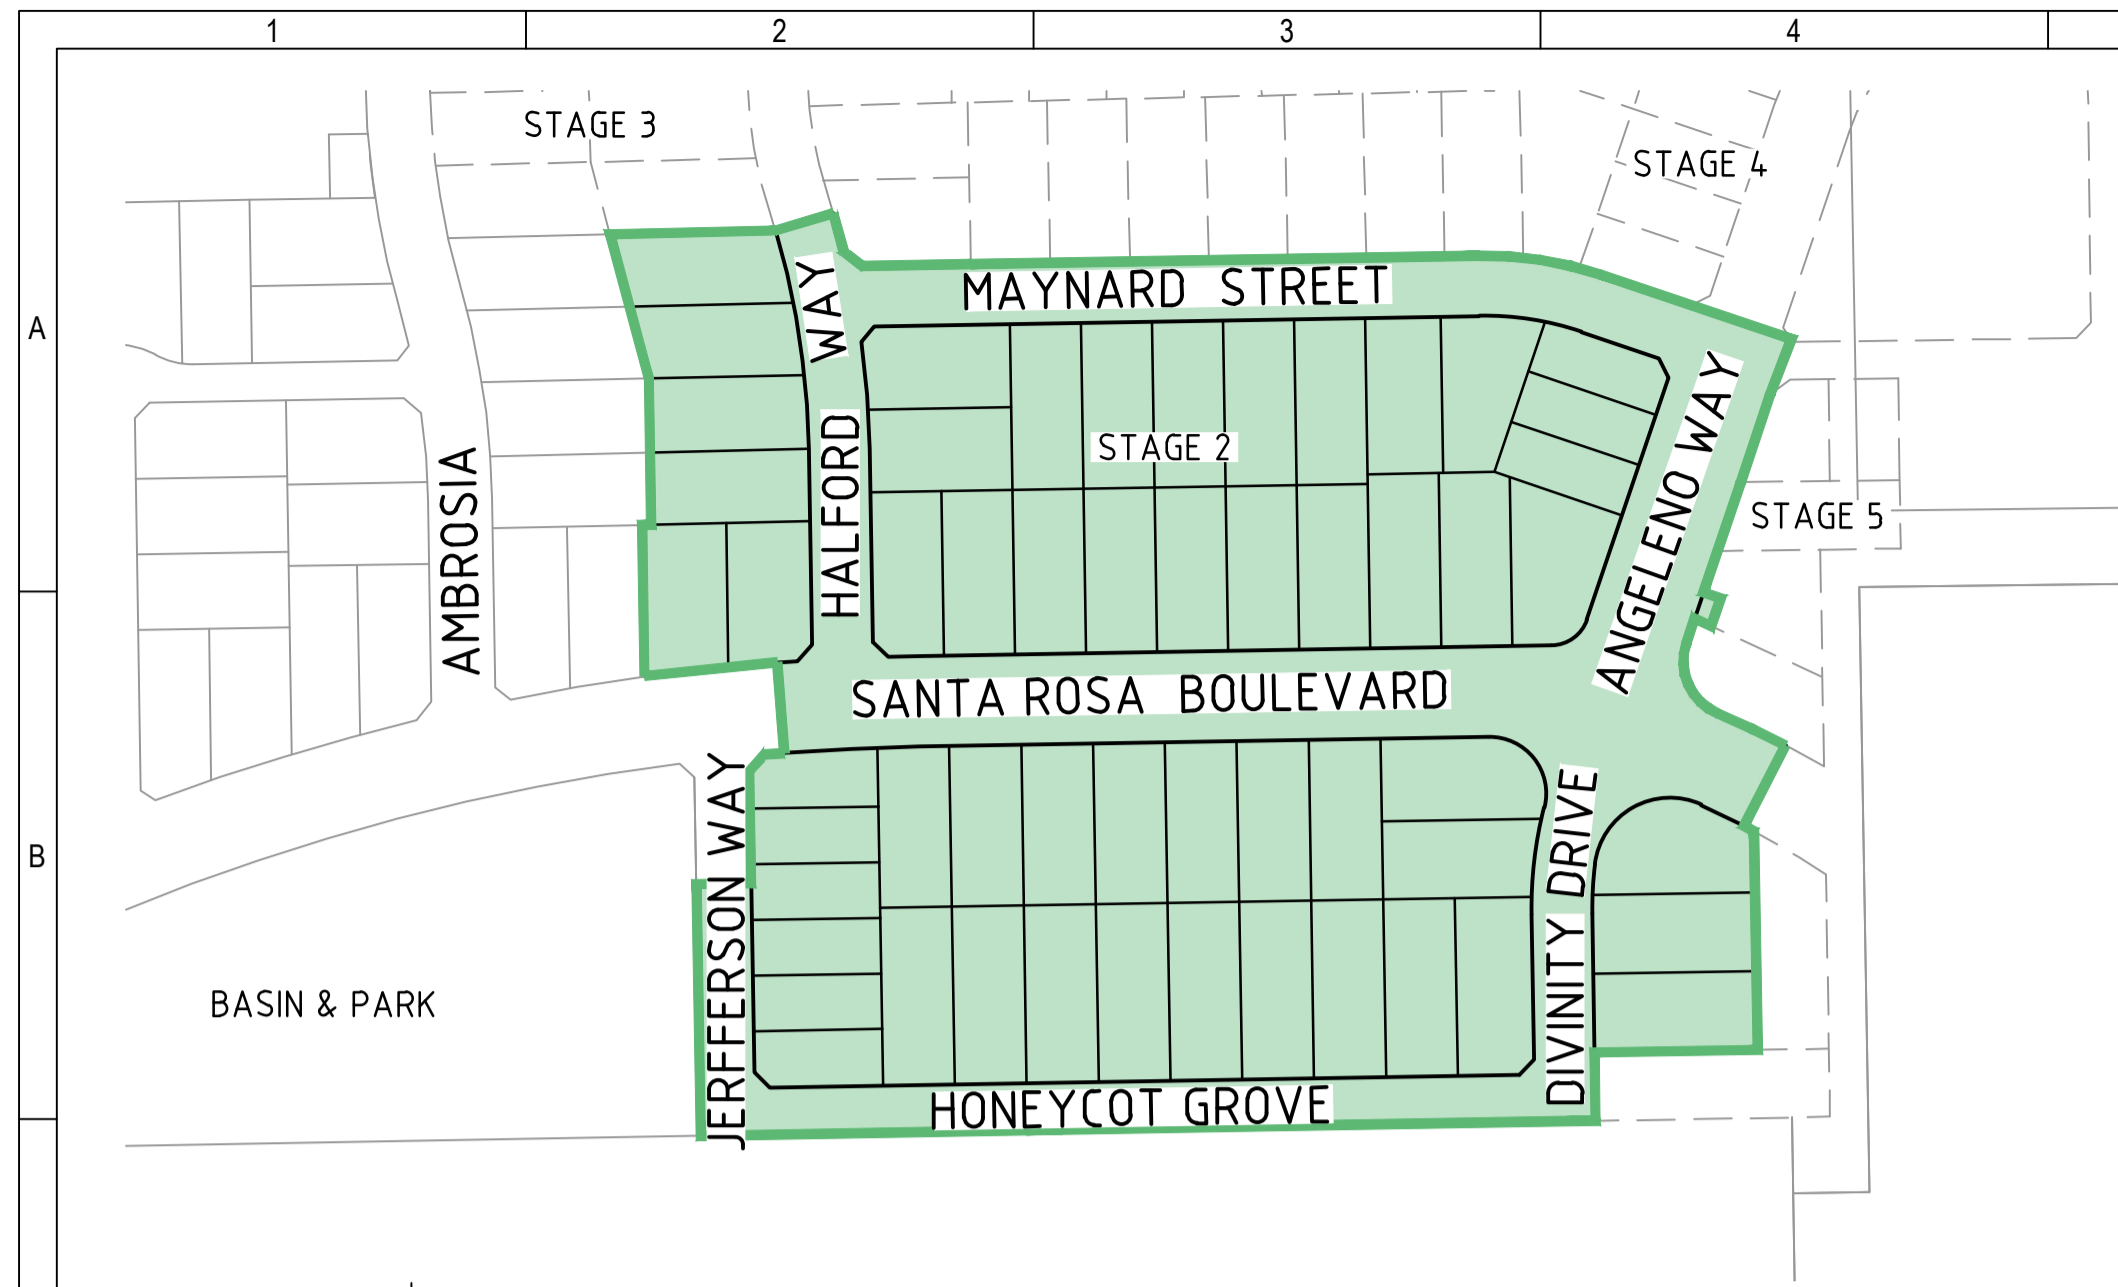 1
2
3
4
STAGE 3
STAGE 4
A
MAYNARD STREET
HALFORD WAY
STAGE 2
ANGELENO WAY
AMBROSIA
STAGE 5
SANTA ROSA BOULEVARD
B
JERFFERSON WAY
DIVINITY DRIVE
BASIN & PARK
HONEYCOT GROVE